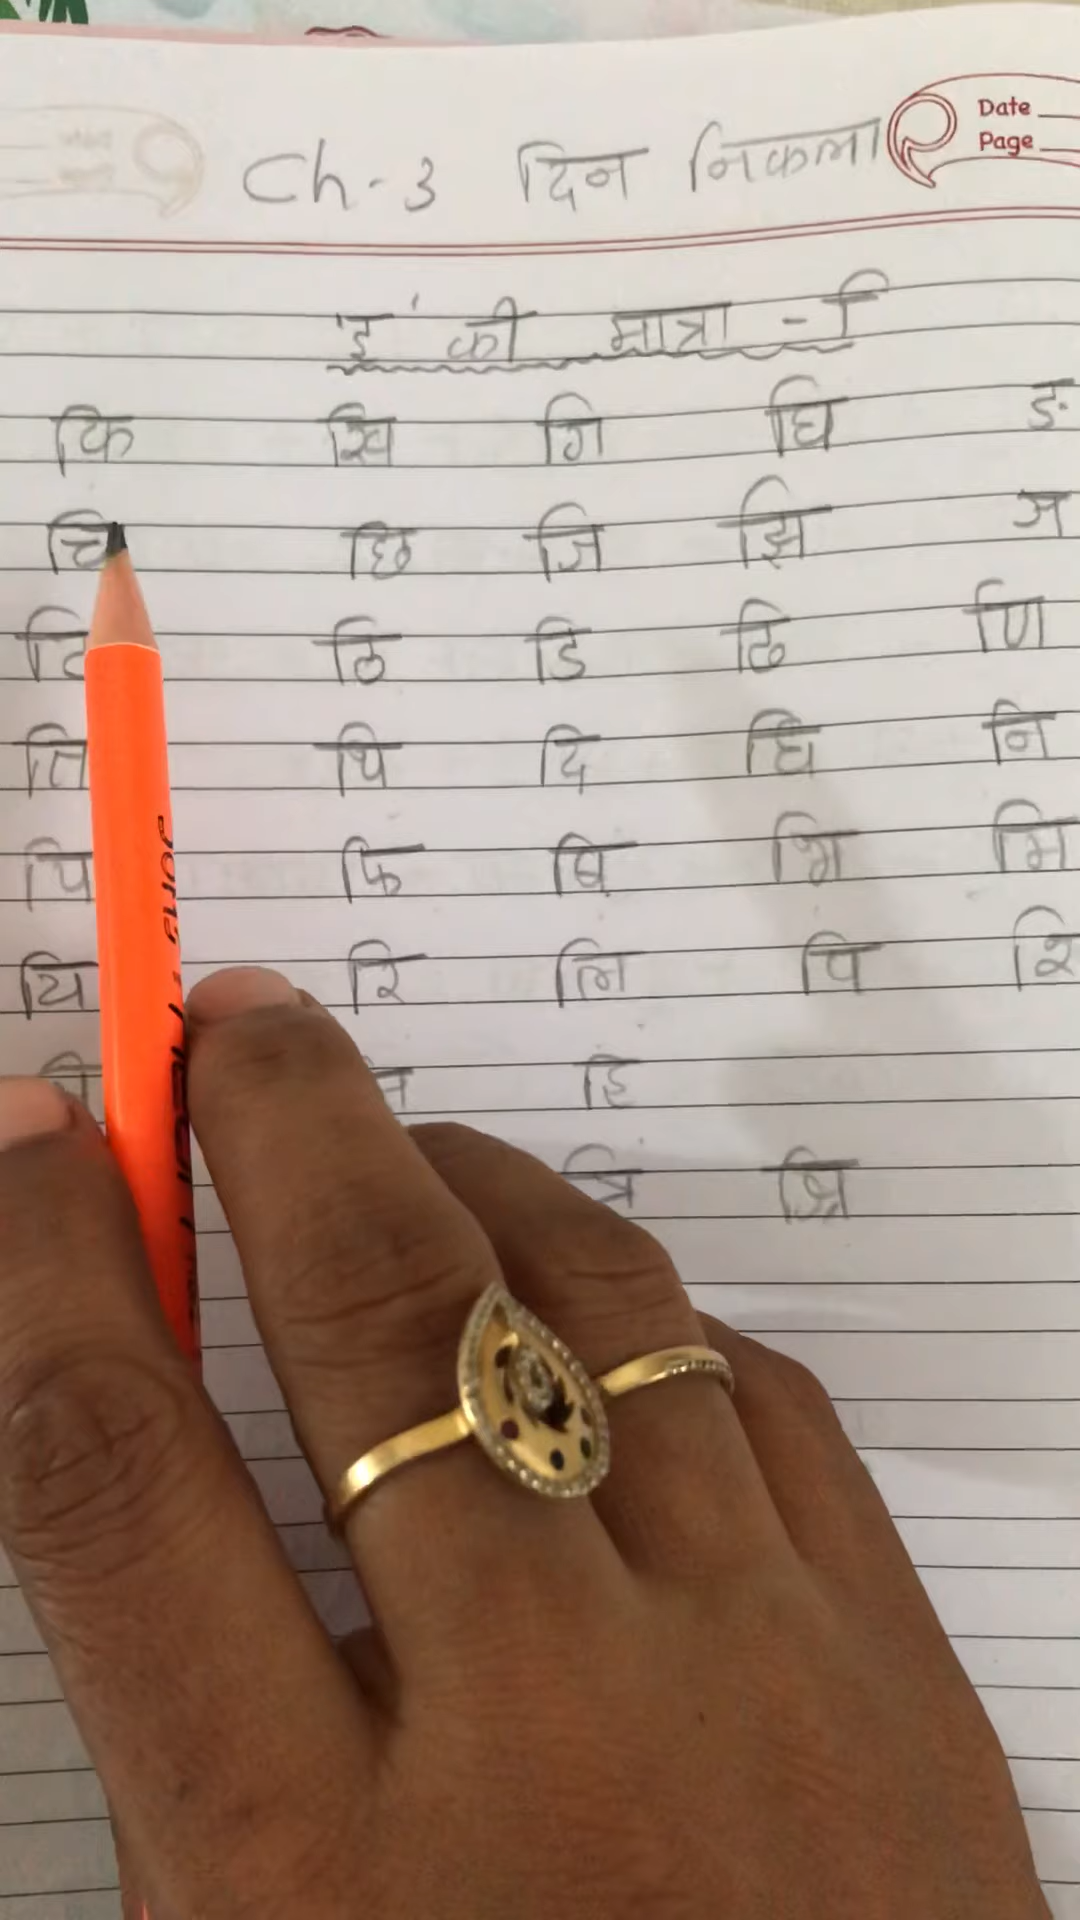 Date
Page
Ch-3 दिन निकला
'इ' की मात्रा - ि
कि खि गि घि ङ
चि छि जि झि ञ
टि ठि डि ढि णि
ति थि दि धि नि
पि फि बि भि मि
यि रि लि वि शि
हि
त्रि श्रि